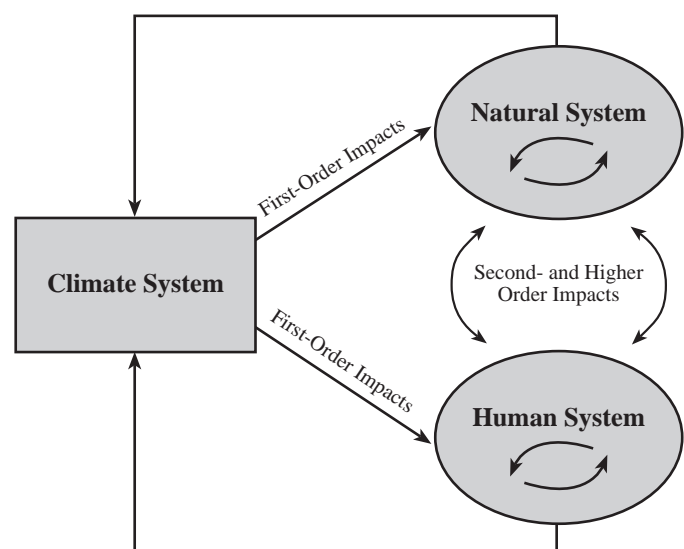 Natural System
First-Order Impacts
Climate System
Second- and Higher
Order Impacts
First-Order Impacts
Human System